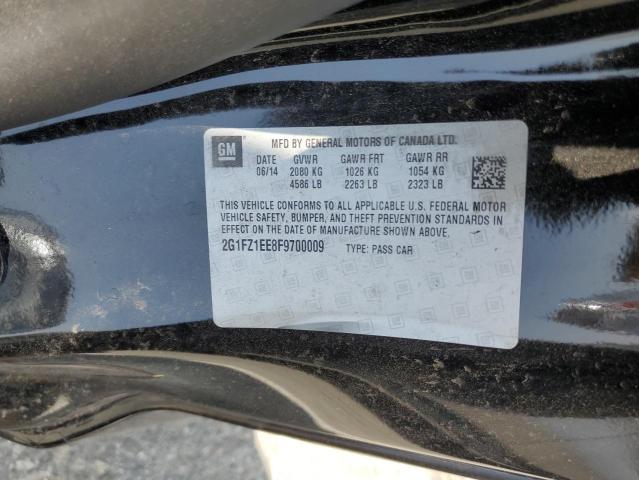 GM
MFD BY GENERAL MOTORS OF CANADA LTD.
DATE GVWR GAWR FRT GAWR RR
06/14 2080 KG 1026 KG 1054 KG
4586 LB 2263 LB 2323 LB
THIS VEHICLE CONFORMS TO ALL APPLICABLE U.S. FEDERAL MOTOR
VEHICLE SAFETY, BUMPER, AND THEFT PREVENTION STANDARDS IN
EFFECT ON THE DATE OF MANUFACTURE SHOWN ABOVE.
2G1FZ1EE8F9700009 TYPE: PASS CAR